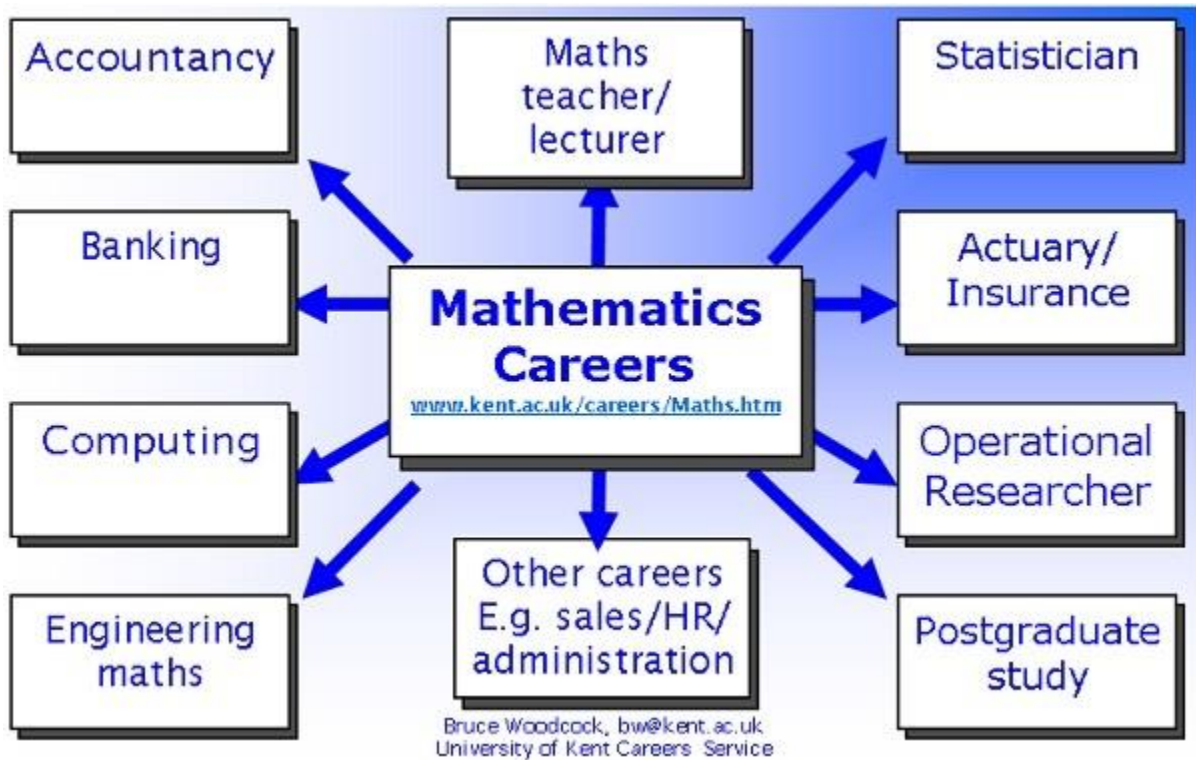 Accountancy
Maths
teacher/
lecturer
Statistician
Banking
Actuary/
Insurance
Mathematics
Careers
www.kent.ac.uk/careers/Maths.htm
Computing
Operational
Researcher
Engineering
maths
Other careers
E.g. sales/HR/
administration
Postgraduate
study
Bruce Woodcock, bw@kent.ac.uk
University of Kent Careers Service